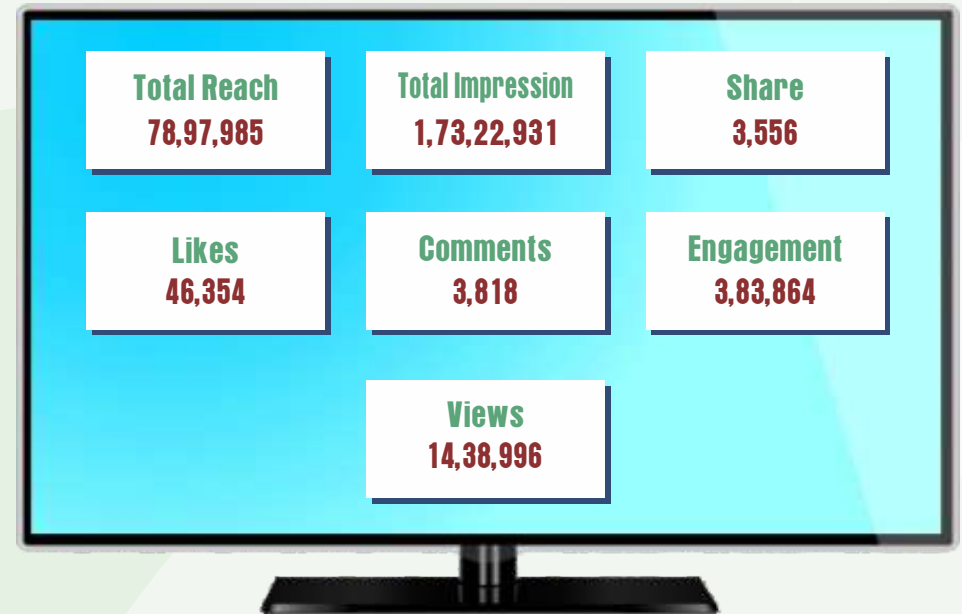 Total Reach
78,97,985
Total Impression
1,73,22,931
Share
3,556
Likes
46,354
Comments
3,818
Engagement
3,83,864
Views
14,38,996